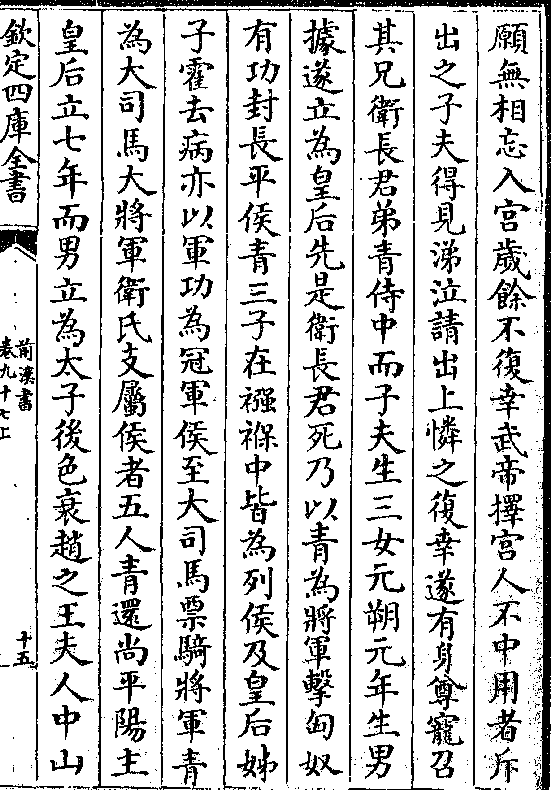 願無相忘入宮歳餘不復幸武帝擇宮人不中用者斥
出之子夫得見涕泣請出上憐之復幸遂有身尊寵召
其兄衛長君弟青侍中而子夫生三女元朔元年生男
據遂立為皇后先是衛長君死乃以青為將軍擊匈奴
有功封長平侯青三子在襁褓中皆為列侯及皇后姊
子霍去病亦以軍功為冠軍侯至大司馬票騎將軍青
為大司馬大將軍衛氏支屬侯者五人青還尚平陽主
皇后立七年而男立為太子後色衰趙之王夫人中山
欽定四庫全書
前漢書
卷九十七上
十五